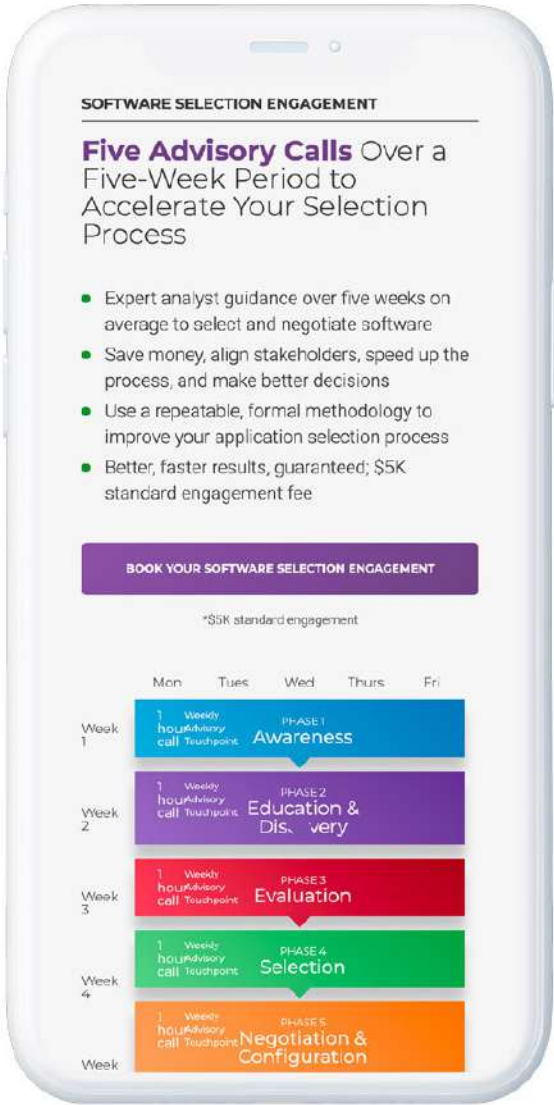 SOFTWARE SELECTION ENGAGEMENT
Five Advisory Calls Over a
Five-Week Period to
Accelerate Your Selection
Process
Expert analyst guidance over five weeks on
average to select and negotiate software
Save money, align stakeholders, speed up the
process, and make better decisions
Use a repeatable, formal methodology to
improve your application selection process
Better, faster results, guaranteed; $5K
standard engagement fee
BOOK YOUR SOFTWARE SELECTION ENGAGEMENT
*$5K standard engagement
Mon Tues Wed Thurs Fri
Week
1
1
hour
call
Weekly
Advisory
Touchpoint
PHASE 1
Awareness
Week
2
1
hour
call
Weekly
Advisory
Touchpoint
PHASE 2
Education &
Discovery
Week
3
1
hour
call
Weekly
Advisory
Touchpoint
PHASE 3
Evaluation
Week
4
1
hour
call
Weekly
Advisory
Touchpoint
PHASE 4
Selection
Week
1
hour
call
Weekly
Advisory
Touchpoint
PHASE 5
Negotiation &
Configuration